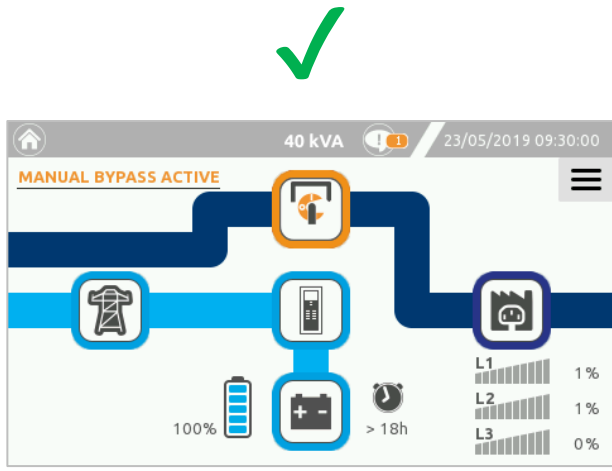 40 kVA 1 23/05/2019 09:30:00
MANUAL BYPASS ACTIVE
L1 1%
L2 1%
L3 0%
100%
> 18h